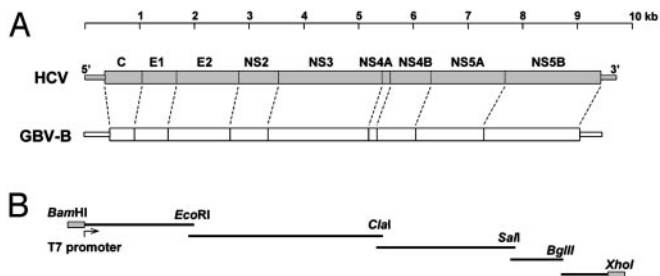 A
1 2 3 4 5 6 7 8 9 10 kb
5' C E1 E2 NS2 NS3 NS4A NS4B NS5A NS5B 3'
HCV
GBV-B
B
BamHI EcoRI ClaI SalI BglII XhoI
T7 promoter